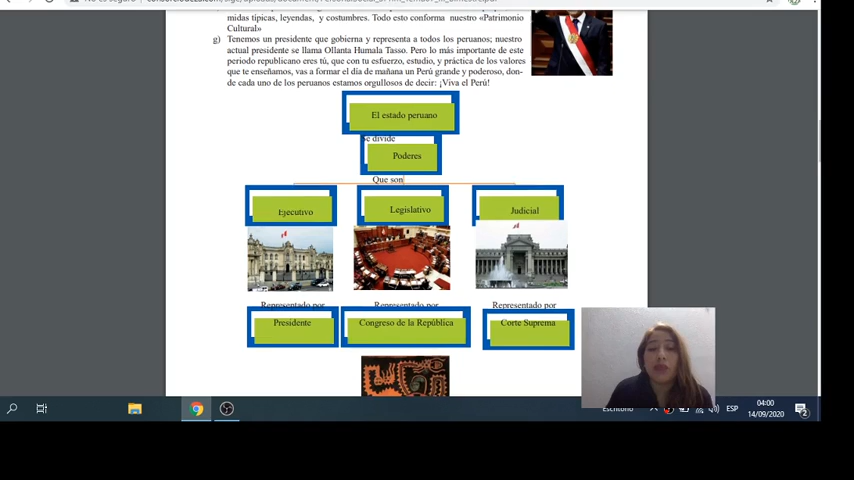 midas típicas, leyendas, y costumbres. Todo esto conforma nuestro «Patrimonio
Cultural»
g) Tenemos un presidente que gobierna y representa a todos los peruanos; nuestro
actual presidente se llama Ollanta Humala Tasso. Pero lo más importante de este
periodo republicano eres tú, que con tu esfuerzo, estudio, y práctica de los valores
que te enseñamos, vas a formar el día de mañana un Perú grande y poderoso, don-
de cada uno de los peruanos estamos orgullosos de decir: ¡Viva el Perú!
El estado peruano
Se divide
Poderes
Que son
Ejecutivo
Legislativo
Judicial
Representado por
Representado por
Representado por
Presidente
Congreso de la República
Corte Suprema
Escritorio
ESP
04:00
14/09/2020
2